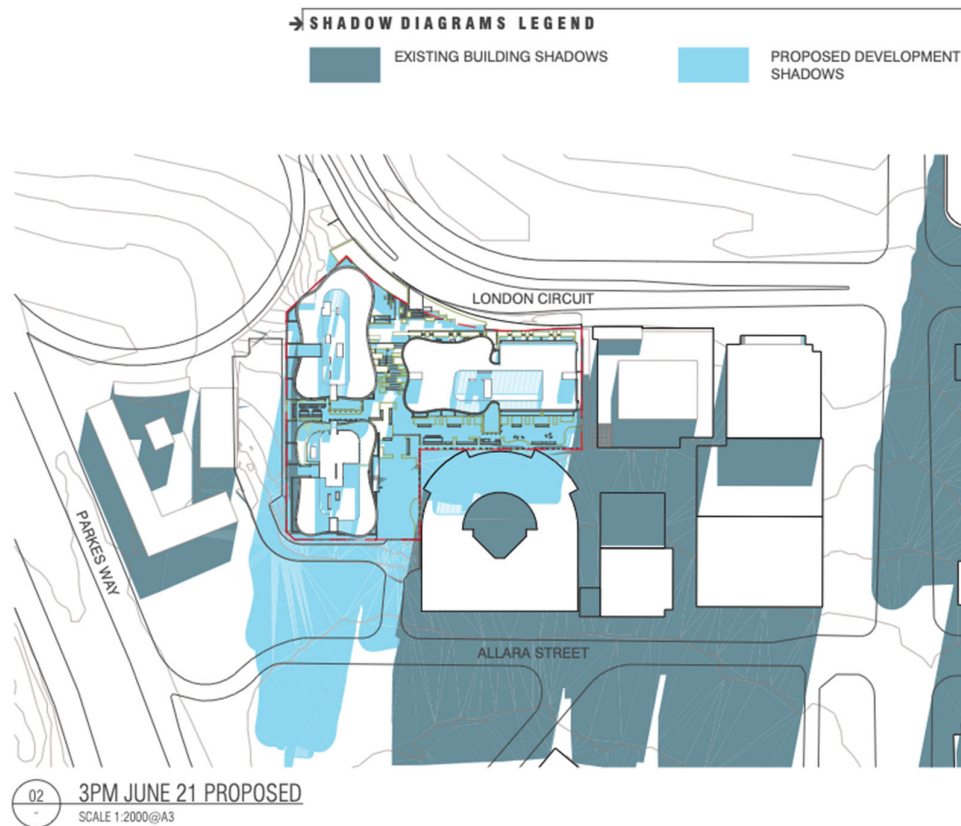 SHADOW DIAGRAMS LEGEND
EXISTING BUILDING SHADOWS
PROPOSED DEVELOPMENT
SHADOWS
LONDON CIRCUIT
PARKES WAY
ALLARA STREET
02
-
3PM JUNE 21 PROPOSED
SCALE 1:2000@A3